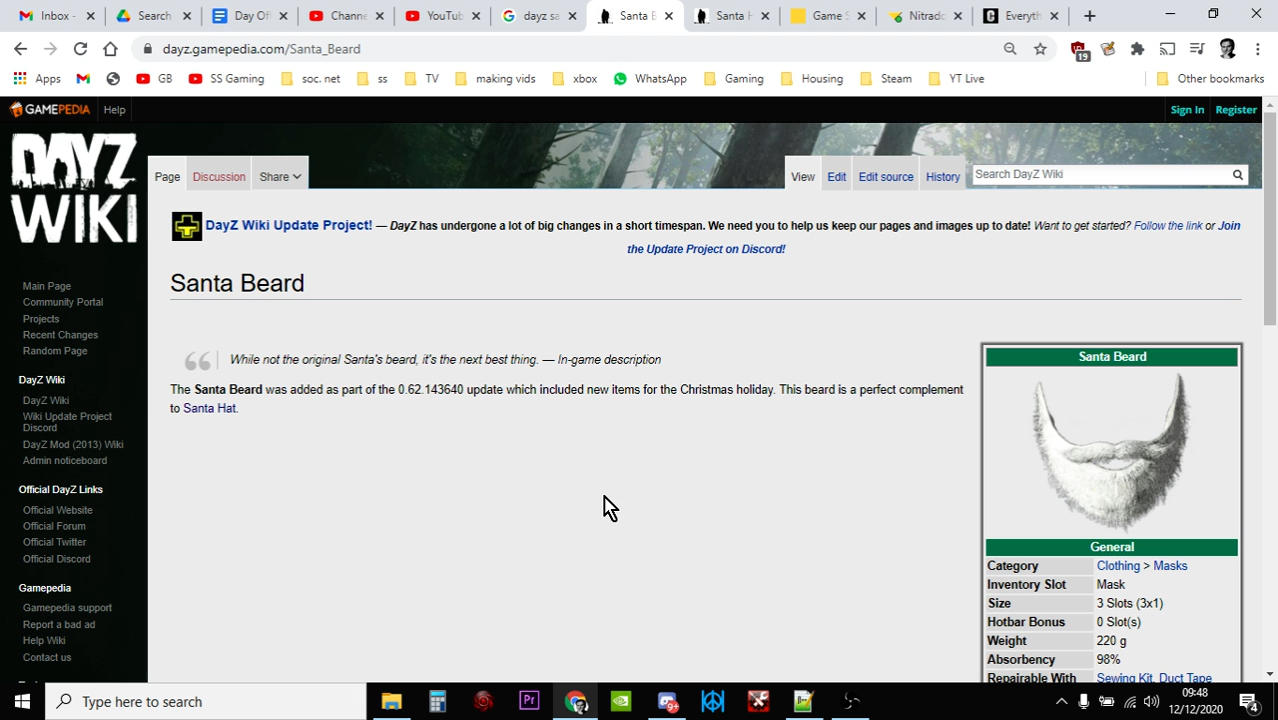 Inbox -
Search
Day Of
Channe
YouTub
dayz sa
Santa B
Santa H
Game S
Nitrado
Everyth
dayz.gamepedia.com/Santa_Beard
19
Apps
GB
SS Gaming
soc. net
ss
TV
making vids
xbox
WhatsApp
Gaming
Housing
Steam
YT Live
Other bookmarks
GAMEPEDIA
Help
Sign In
Register
DAYZ
WIKI
Page
Discussion
Share
View
Edit
Edit source
History
Search DayZ Wiki
DayZ Wiki Update Project! — DayZ has undergone a lot of big changes in a short timespan. We need you to help us keep our pages and images up to date! Want to get started? Follow the link or Join
the Update Project on Discord!
Santa Beard
While not the original Santa's beard, it's the next best thing. — In-game description
The Santa Beard was added as part of the 0.62.143640 update which included new items for the Christmas holiday. This beard is a perfect complement
to Santa Hat.
Main Page
Community Portal
Projects
Recent Changes
Random Page
DayZ Wiki
DayZ Wiki
Wiki Update Project
Discord
DayZ Mod (2013) Wiki
Admin noticeboard
Official DayZ Links
Official Website
Official Forum
Official Twitter
Official Discord
Gamepedia
Gamepedia support
Report a bad ad
Help Wiki
Contact us
Santa Beard
General
Category Clothing > Masks
Inventory Slot Mask
Size 3 Slots (3x1)
Hotbar Bonus 0 Slot(s)
Weight 220 g
Absorbency 98%
Repairable With Sewing Kit, Duct Tape
Type here to search
Pr
9+
09:48
12/12/2020
4